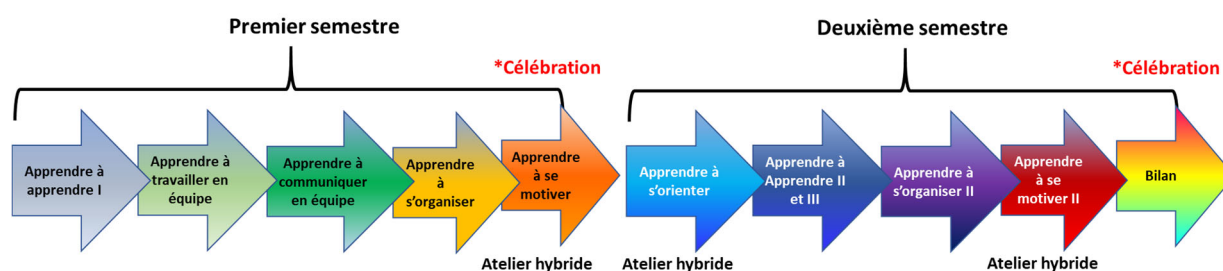 Premier semestre
Deuxième semestre
*Célébration
*Célébration
Apprendre à
apprendre I
Apprendre à
travailler en
équipe
Apprendre à
communiquer
en équipe
Apprendre
à
s’organiser
Apprendre
à se
motiver
Apprendre à
s’orienter
Apprendre à
Apprendre II
et III
Apprendre à
s’organiser II
Apprendre
à se
motiver II
Bilan
Atelier hybride
Atelier hybride
Atelier hybride